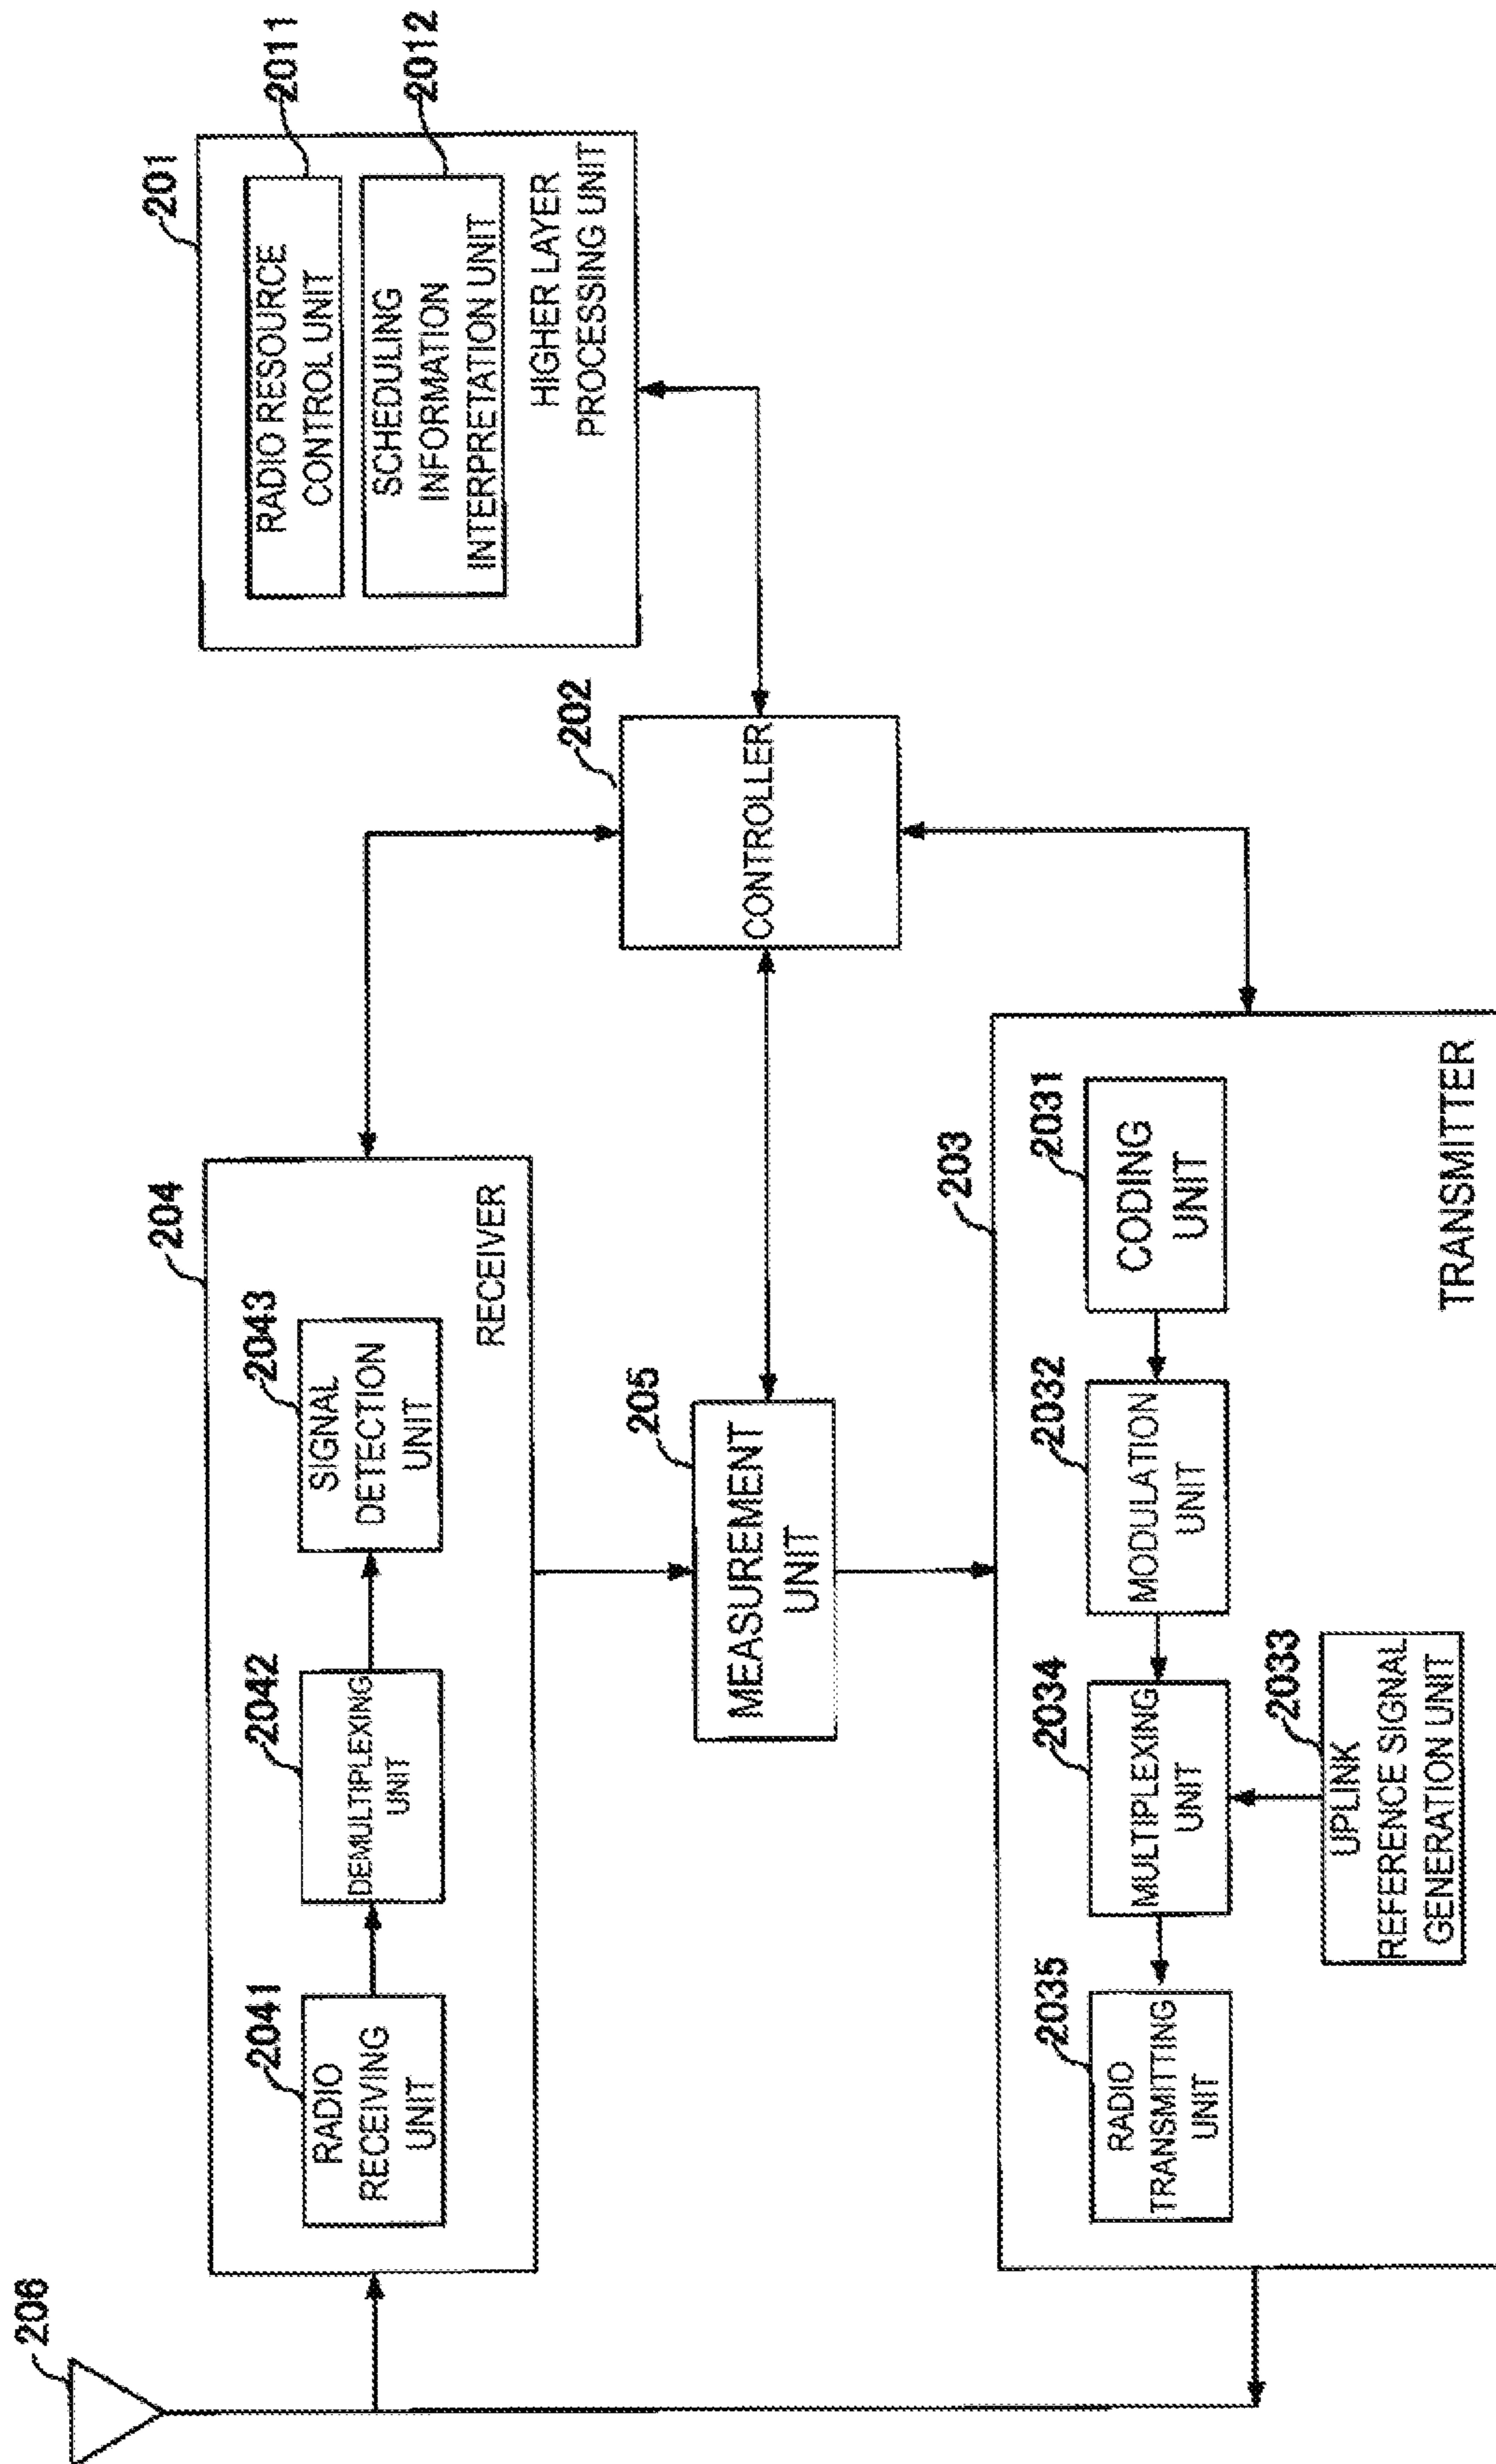 206
204
2041
RADIO
RECEIVING
UNIT
2042
DEMULTIPLEXING
UNIT
2043
SIGNAL
DETECTION
UNIT
RECEIVER
201
RADIO RESOURCE
CONTROL UNIT
2011
SCHEDULING
INFORMATION
INTERPRETATION UNIT
2012
HIGHER LAYER
PROCESSING UNIT
202
CONTROLLER
205
MEASUREMENT
UNIT
203
2035
RADIO
TRANSMITTING
UNIT
2034
MULTIPLEXING
UNIT
2032
MODULATION
UNIT
2031
CODING
UNIT
2033
UPLINK
REFERENCE SIGNAL
GENERATION UNIT
TRANSMITTER